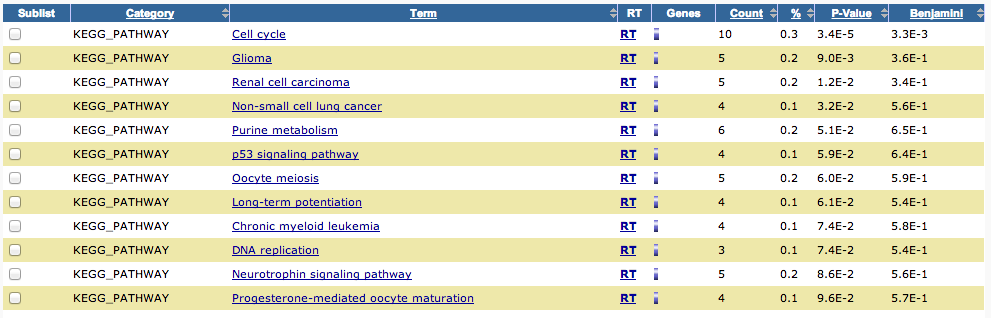 Sublist Category Term RT Genes Count % P-Value Benjamini
KEGG_PATHWAY Cell cycle RT 10 0.3 3.4E-5 3.3E-3
KEGG_PATHWAY Glioma RT 5 0.2 9.0E-3 3.6E-1
KEGG_PATHWAY Renal cell carcinoma RT 5 0.2 1.2E-2 3.4E-1
KEGG_PATHWAY Non-small cell lung cancer RT 4 0.1 3.2E-2 5.6E-1
KEGG_PATHWAY Purine metabolism RT 6 0.2 5.1E-2 6.5E-1
KEGG_PATHWAY p53 signaling pathway RT 4 0.1 5.9E-2 6.4E-1
KEGG_PATHWAY Oocyte meiosis RT 5 0.2 6.0E-2 5.9E-1
KEGG_PATHWAY Long-term potentiation RT 4 0.1 6.1E-2 5.4E-1
KEGG_PATHWAY Chronic myeloid leukemia RT 4 0.1 7.4E-2 5.8E-1
KEGG_PATHWAY DNA replication RT 3 0.1 7.4E-2 5.4E-1
KEGG_PATHWAY Neurotrophin signaling pathway RT 5 0.2 8.6E-2 5.6E-1
KEGG_PATHWAY Progesterone-mediated oocyte maturation RT 4 0.1 9.6E-2 5.7E-1